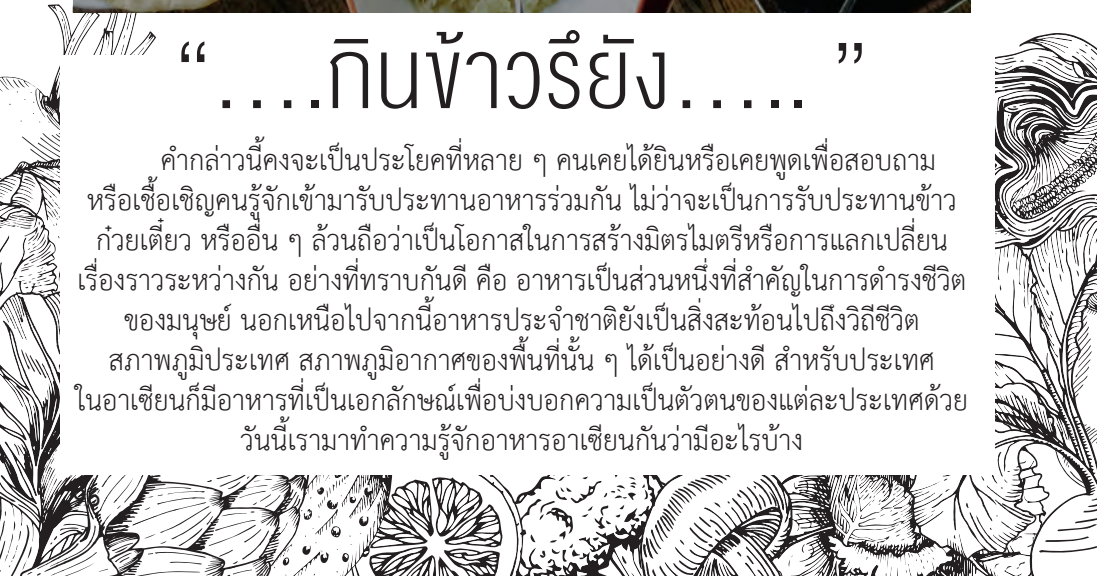 “ ....กินข้าวรึยัง..... ”
คำกล่าวนี้คงจะเป็นประโยคที่หลาย ๆ คนเคยได้ยินหรือเคยพูดเพื่อสอบถาม
หรือเชื้อเชิญคนรู้จักเข้ามารับประทานอาหารร่วมกัน ไม่ว่าจะเป็นการรับประทานข้าว
ก๋วยเตี๋ยว หรืออื่น ๆ ล้วนถือว่าเป็นโอกาสในการสร้างมิตรไมตรีหรือการแลกเปลี่ยน
เรื่องราวระหว่างกัน อย่างที่ทราบกันดี คือ อาหารเป็นส่วนหนึ่งที่สำคัญในการดำรงชีวิต
ของมนุษย์ นอกเหนือไปจากนี้อาหารประจำชาติยังเป็นสิ่งสะท้อนไปถึงวิถีชีวิต
สภาพภูมิประเทศ สภาพภูมิอากาศของพื้นที่นั้น ๆ ได้เป็นอย่างดี สำหรับประเทศ
ในอาเซียนก็มีอาหารที่เป็นเอกลักษณ์เพื่อบ่งบอกความเป็นตัวตนของแต่ละประเทศด้วย
วันนี้เรามาทำความรู้จักอาหารอาเซียนกันว่ามีอะไรบ้าง